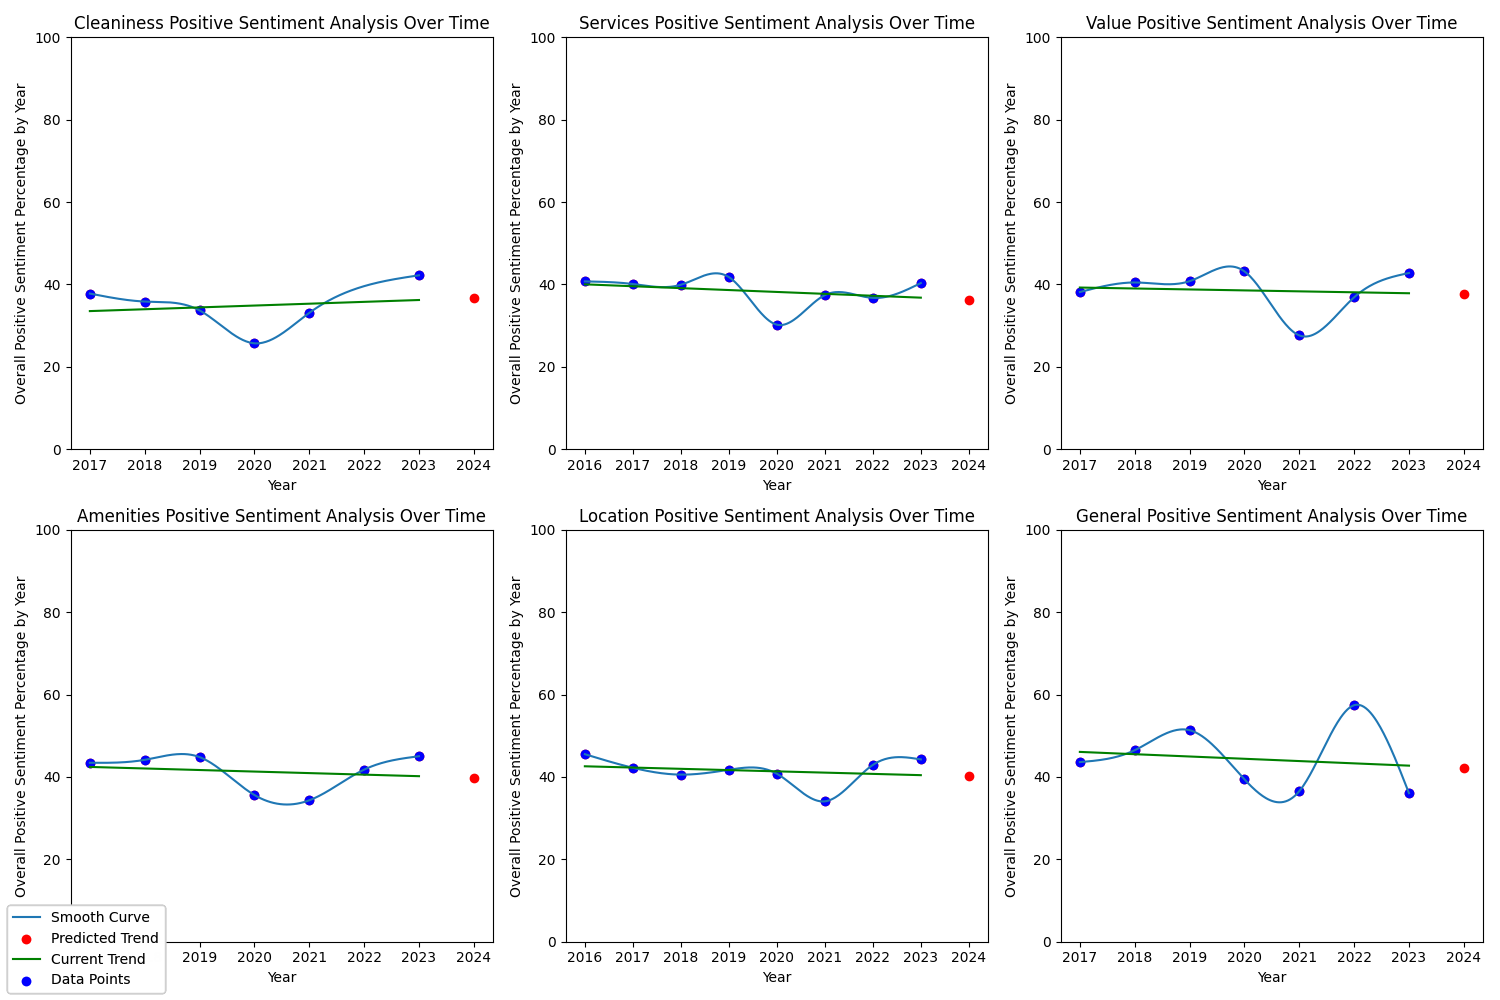 Cleaniness Positive Sentiment Analysis Over Time
Overall Positive Sentiment Percentage by Year
100
80
60
40
20
0
2017 2018 2019 2020 2021 2022 2023 2024
Year
Services Positive Sentiment Analysis Over Time
Overall Positive Sentiment Percentage by Year
100
80
60
40
20
0
2016 2017 2018 2019 2020 2021 2022 2023 2024
Year
Value Positive Sentiment Analysis Over Time
Overall Positive Sentiment Percentage by Year
100
80
60
40
20
0
2017 2018 2019 2020 2021 2022 2023 2024
Year
Amenities Positive Sentiment Analysis Over Time
Overall Positive Sentiment Percentage by Year
100
80
60
40
20
2019 2020 2021 2022 2023 2024
Year
Smooth Curve
Predicted Trend
Current Trend
Data Points
Location Positive Sentiment Analysis Over Time
Overall Positive Sentiment Percentage by Year
100
80
60
40
20
0
2016 2017 2018 2019 2020 2021 2022 2023 2024
Year
General Positive Sentiment Analysis Over Time
Overall Positive Sentiment Percentage by Year
100
80
60
40
20
0
2017 2018 2019 2020 2021 2022 2023 2024
Year